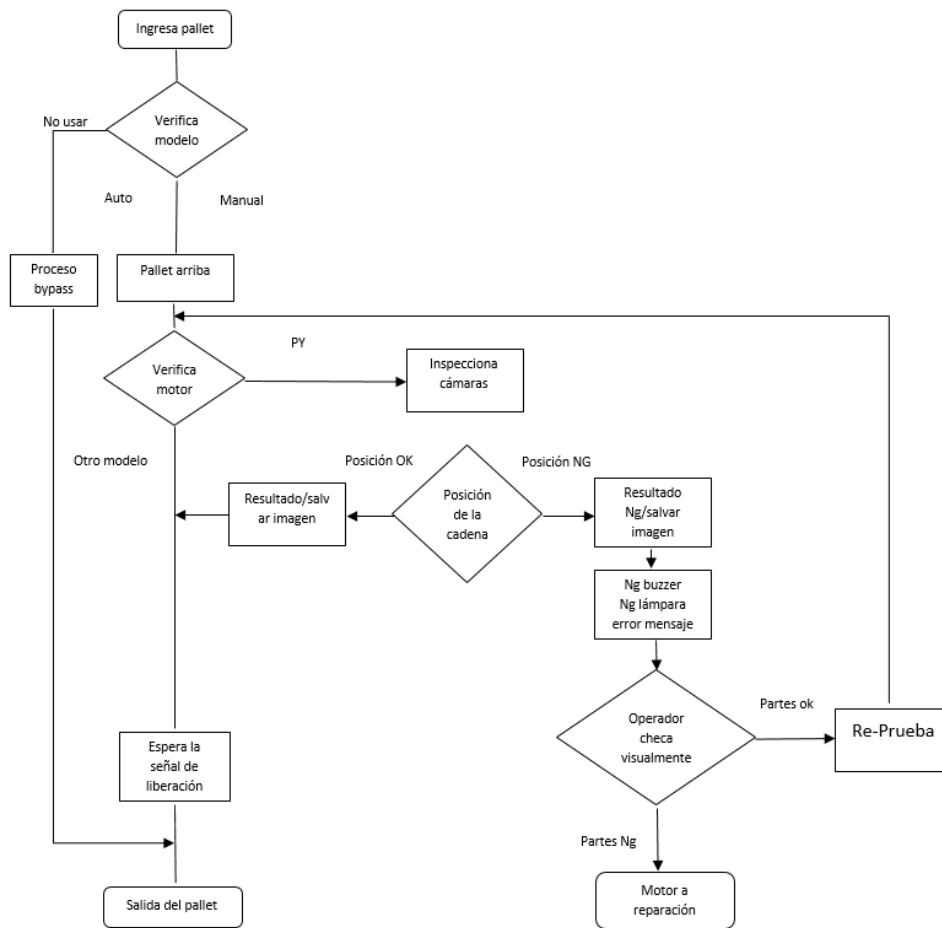 Ingresa pallet
No usar
Verifica
modelo
Auto
Manual
Proceso
bypass
Pallet arriba
PY
Verifica
motor
Inspecciona
cámaras
Otro modelo
Posición OK
Posición NG
Resultado/salv
ar imagen
Posición
de la
cadena
Resultado
Ng/salvar
imagen
Ng buzzer
Ng lámpara
error mensaje
Operador
checa
visualmente
Partes ok
Re-Prueba
Espera la
señal de
liberación
Partes Ng
Salida del pallet
Motor a
reparación